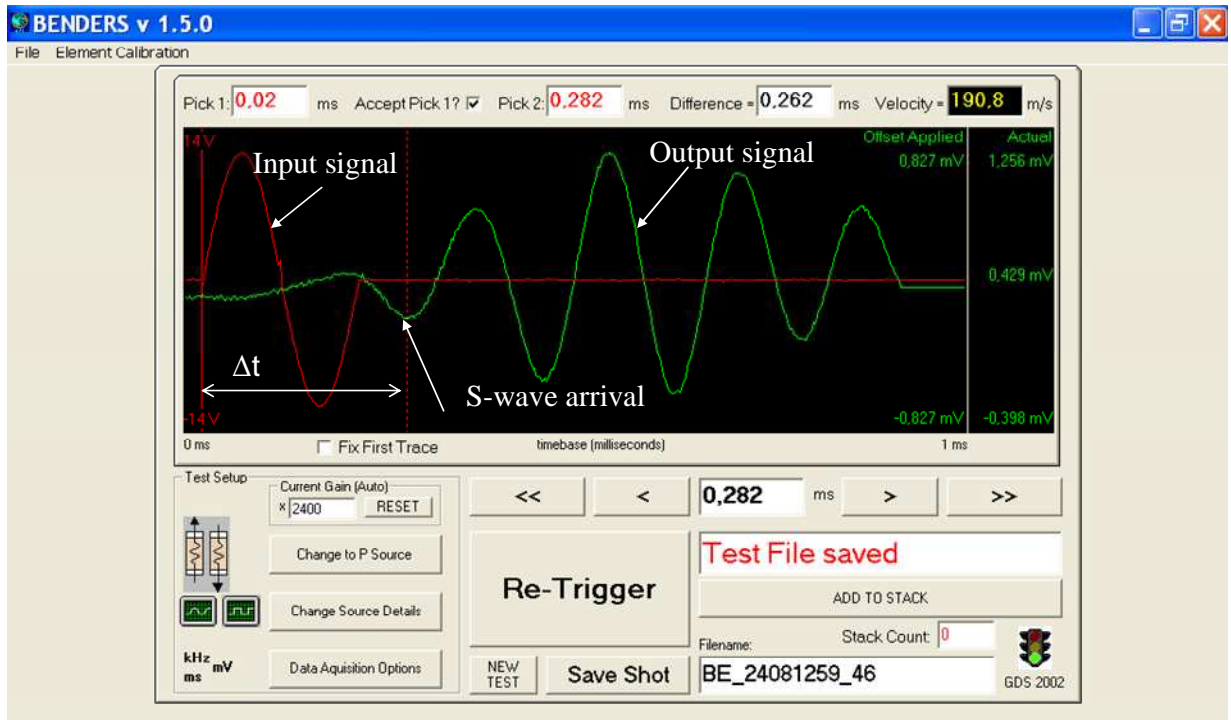 BENDERS v 1.5.0
File Element Calibration
Pick 1: 0,02 ms Accept Pick 1? Pick 2: 0,282 ms Difference = 0,262 ms Velocity = 190,8 m/s
14 V
Offset Applied Actual
Input signal
Output signal
0,827 mV 1,256 mV
0,429 mV
Δt
S-wave arrival
-14 V
-0,827 mV -0,398 mV
0 ms Fix First Trace timebase (milliseconds) 1 ms
Test Setup
Current Gain (Auto)
x 2400 RESET
<< < 0,282 ms > >>
Change to P Source
Test File saved
Re-Trigger
ADD TO STACK
Change Source Details
Stack Count: 0
Filename:
kHz
ms mV
Data Aquisition Options
NEW
TEST
Save Shot
BE_24081259_46
GDS 2002